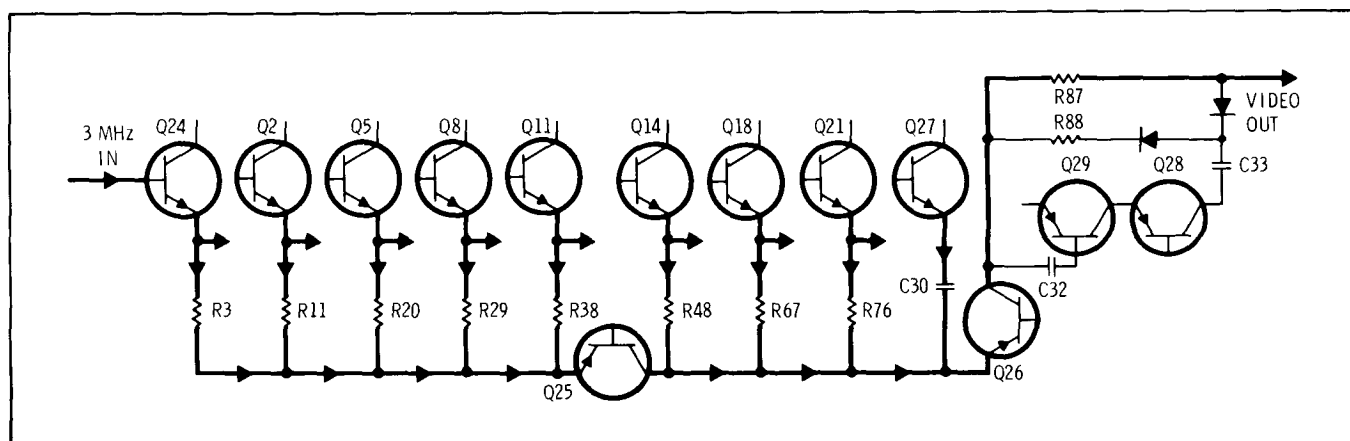 3 MHz
IN
Q24
Q2
Q5
Q8
Q11
Q14
Q18
Q21
Q27
R87
R88
VIDEO
OUT
Q29
Q28
C33
C32
R3
R11
R20
R29
R38
R48
R67
R76
C30
Q25
Q26